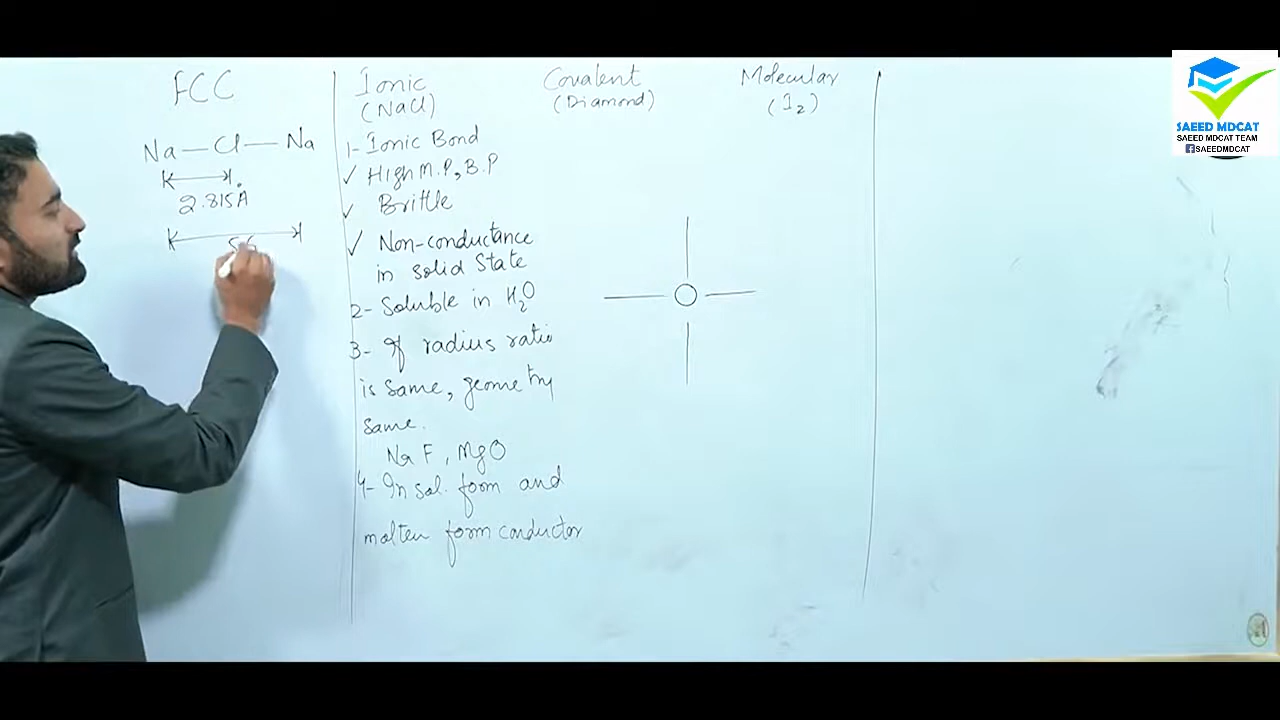 FCC
Na — Cl — Na
2.815Å
5.6
Ionic
(NaCl)
1- Ionic Bond
✓ High M.P, B.P
✓ Brittle
✓ Non-conductance
in solid State
2- Soluble in H₂O
3- If radius ratio
is same, geometry
same.
NaF, MgO
4- In sol. form and
molten form conductor
Covalent
(Diamond)
Molecular
(I₂)
SAEED MDCAT
SAEED MDCAT TEAM
f/SAEEDMDCAT